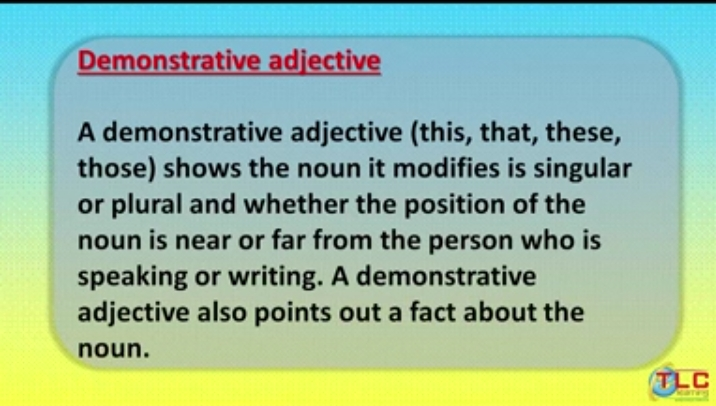 Demonstrative adjective
A demonstrative adjective (this, that, these,
those) shows the noun it modifies is singular
or plural and whether the position of the
noun is near or far from the person who is
speaking or writing. A demonstrative
adjective also points out a fact about the
noun.
TLC